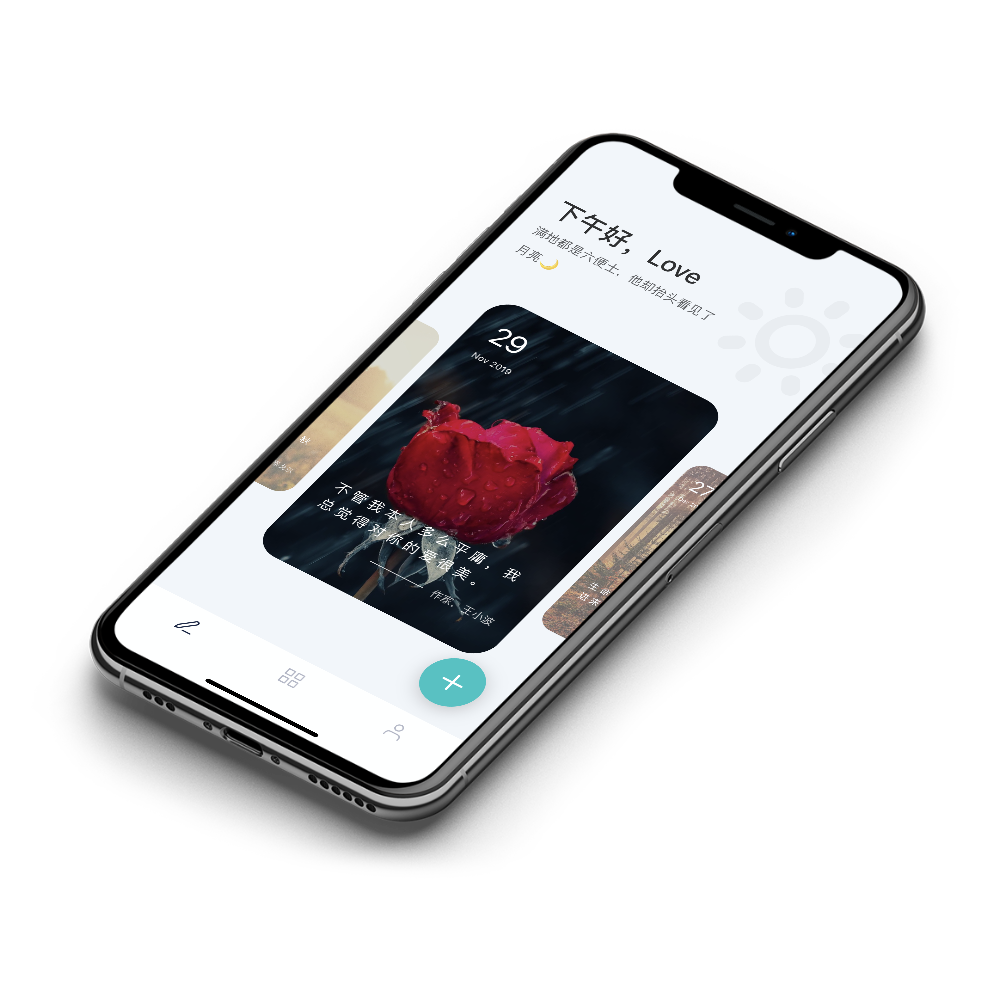 下午好，Love
满地都是六便士，他却抬头看见了
月亮🌙
29
Nov 2019
不管我本人多么平庸，我
总觉得对你的爱很美。
作家、王小波
秋
27
生